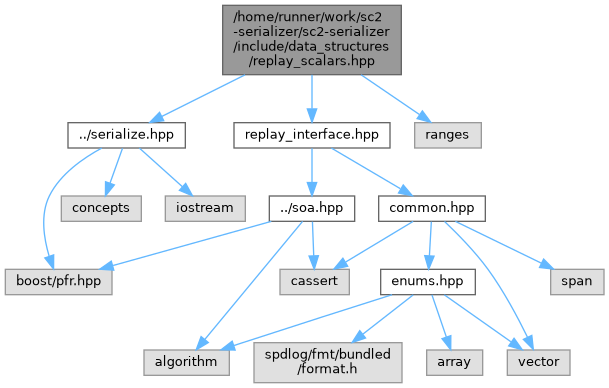 /home/runner/work/sc2
-serializer/sc2-serializer
/include/data_structures
/replay_scalars.hpp
../serialize.hpp
replay_interface.hpp
ranges
concepts
iostream
../soa.hpp
common.hpp
boost/pfr.hpp
cassert
enums.hpp
span
algorithm
spdlog/fmt/bundled
/format.h
array
vector